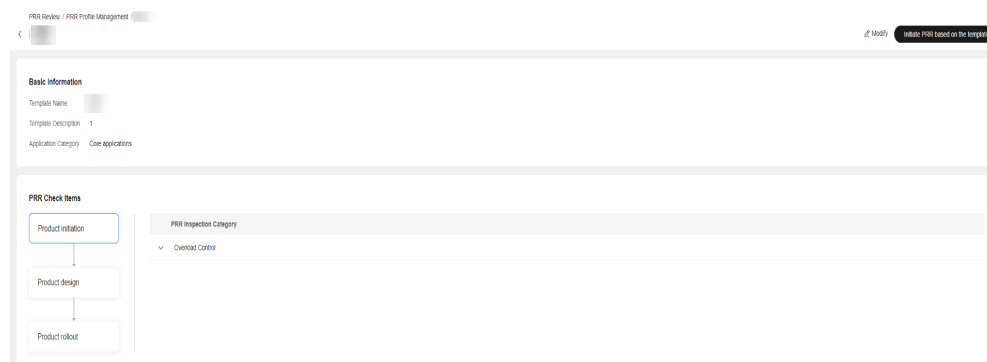 PRR Review / PRR Profile Management /
Modify
Initiate PRR based on the template
Basic Information
Template Name
Template Description 1
Application Category Core applications
PRR Check Items
Product initiation
PRR Inspection Category
Overload Control
Product design
Product rollout